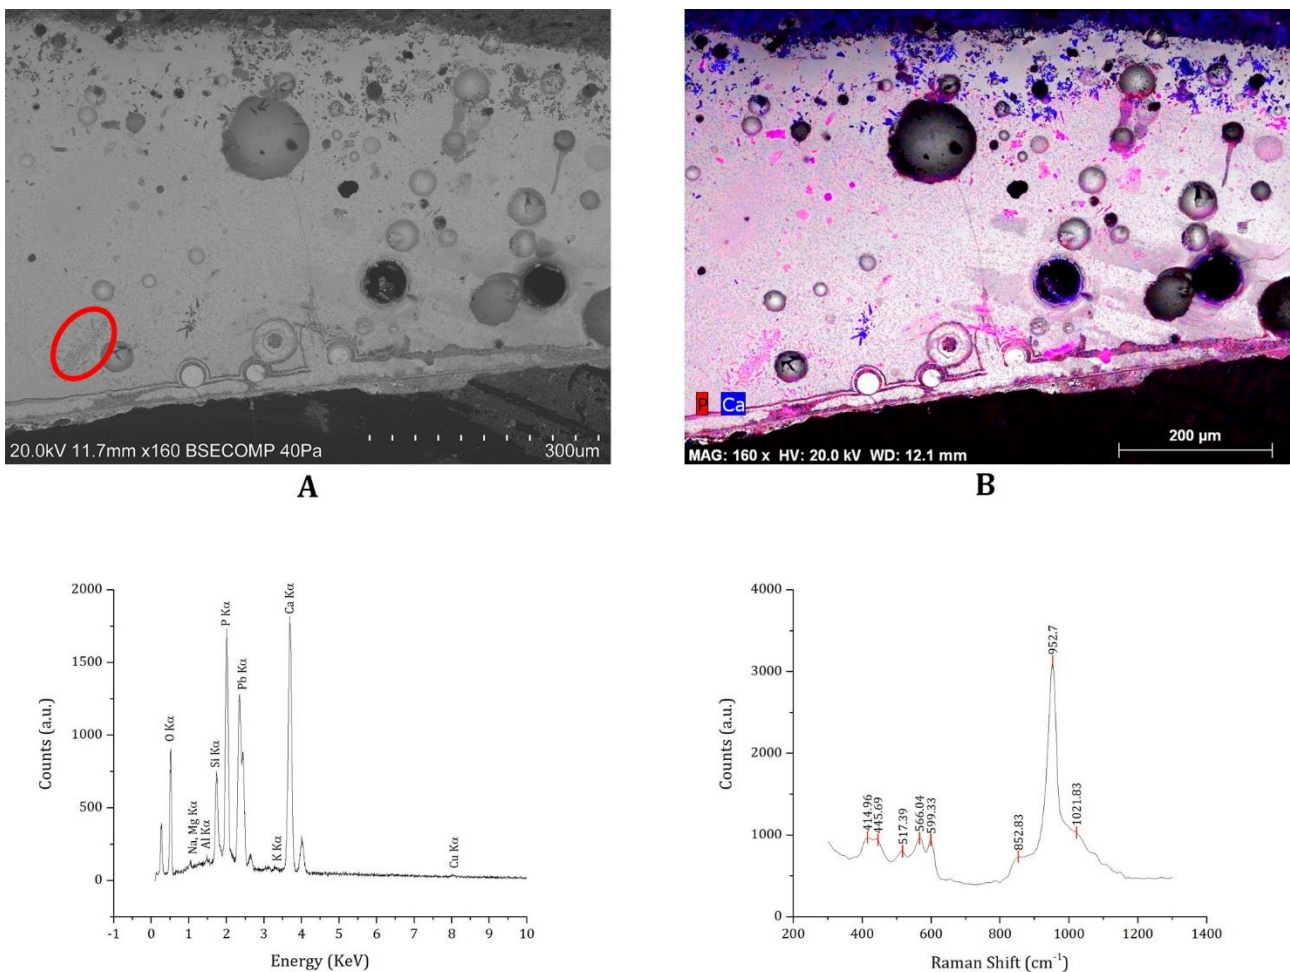 20.0kV 11.7mm x160 BSECOMP 40Pa 300um
A
P Ca
200 µm
MAG: 160 x HV: 20.0 kV WD: 12.1 mm
B
2000
1500
1000
500
0
Counts (a.u.)
O Kα
Na, Mg Kα
Al Kα
Si Kα
P Kα
Pb Kα
K Kα
Ca Kα
Cu Kα
-1 0 1 2 3 4 5 6 7 8 9 10
Energy (KeV)
4000
3000
2000
1000
0
Counts (a.u.)
414.96
445.69
517.39
566.04
599.33
852.83
952.7
1021.83
200 400 600 800 1000 1200 1400
Raman Shift (cm⁻¹)